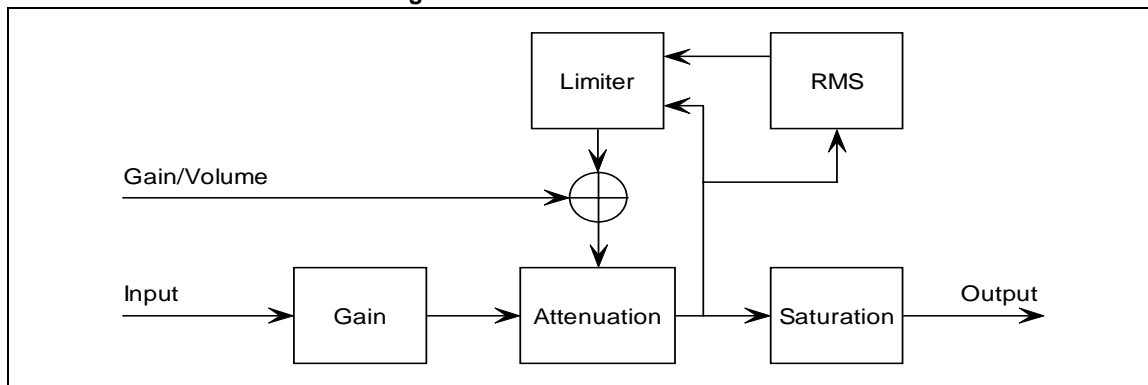 g
Limiter
RMS
Gain/Volume
Input
Output
Gain
Attenuation
Saturation